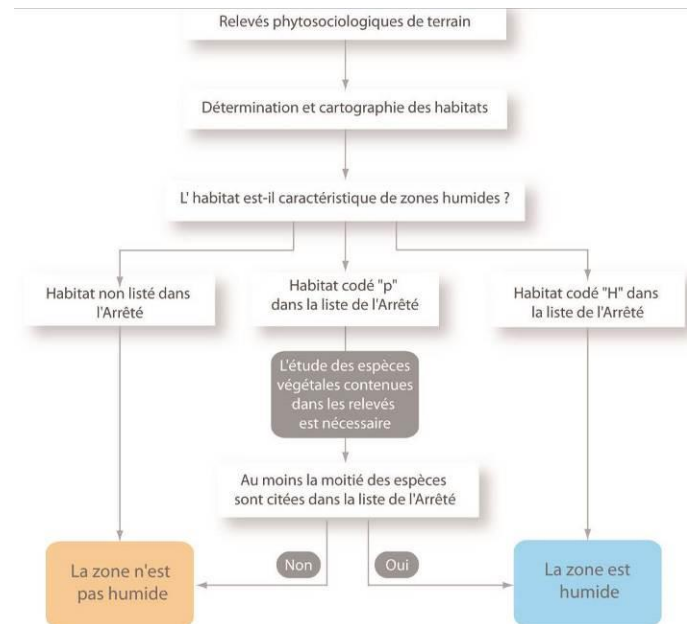 Relevés phytosociologiques de terrain
Détermination et cartographie des habitats
L' habitat est-il caractéristique de zones humides ?
Habitat non listé dans
l'Arrêté
Habitat codé "p"
dans la liste de l'Arrêté
Habitat codé "H" dans
la liste de l'Arrêté
L'étude des espèces
végétales contenues
dans les relevés
est nécessaire
Au moins la moitié des espèces
sont citées dans la liste de l'Arrêté
Non
Oui
La zone n'est
pas humide
La zone est
humide